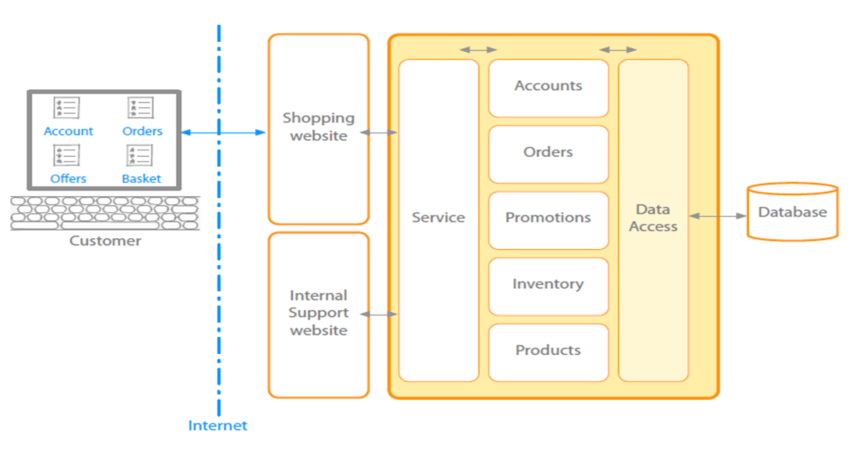 Account
Orders
Offers
Basket
Customer
Internet
Shopping
website
Internal
Support
website
Service
Accounts
Orders
Promotions
Inventory
Products
Data
Access
Database